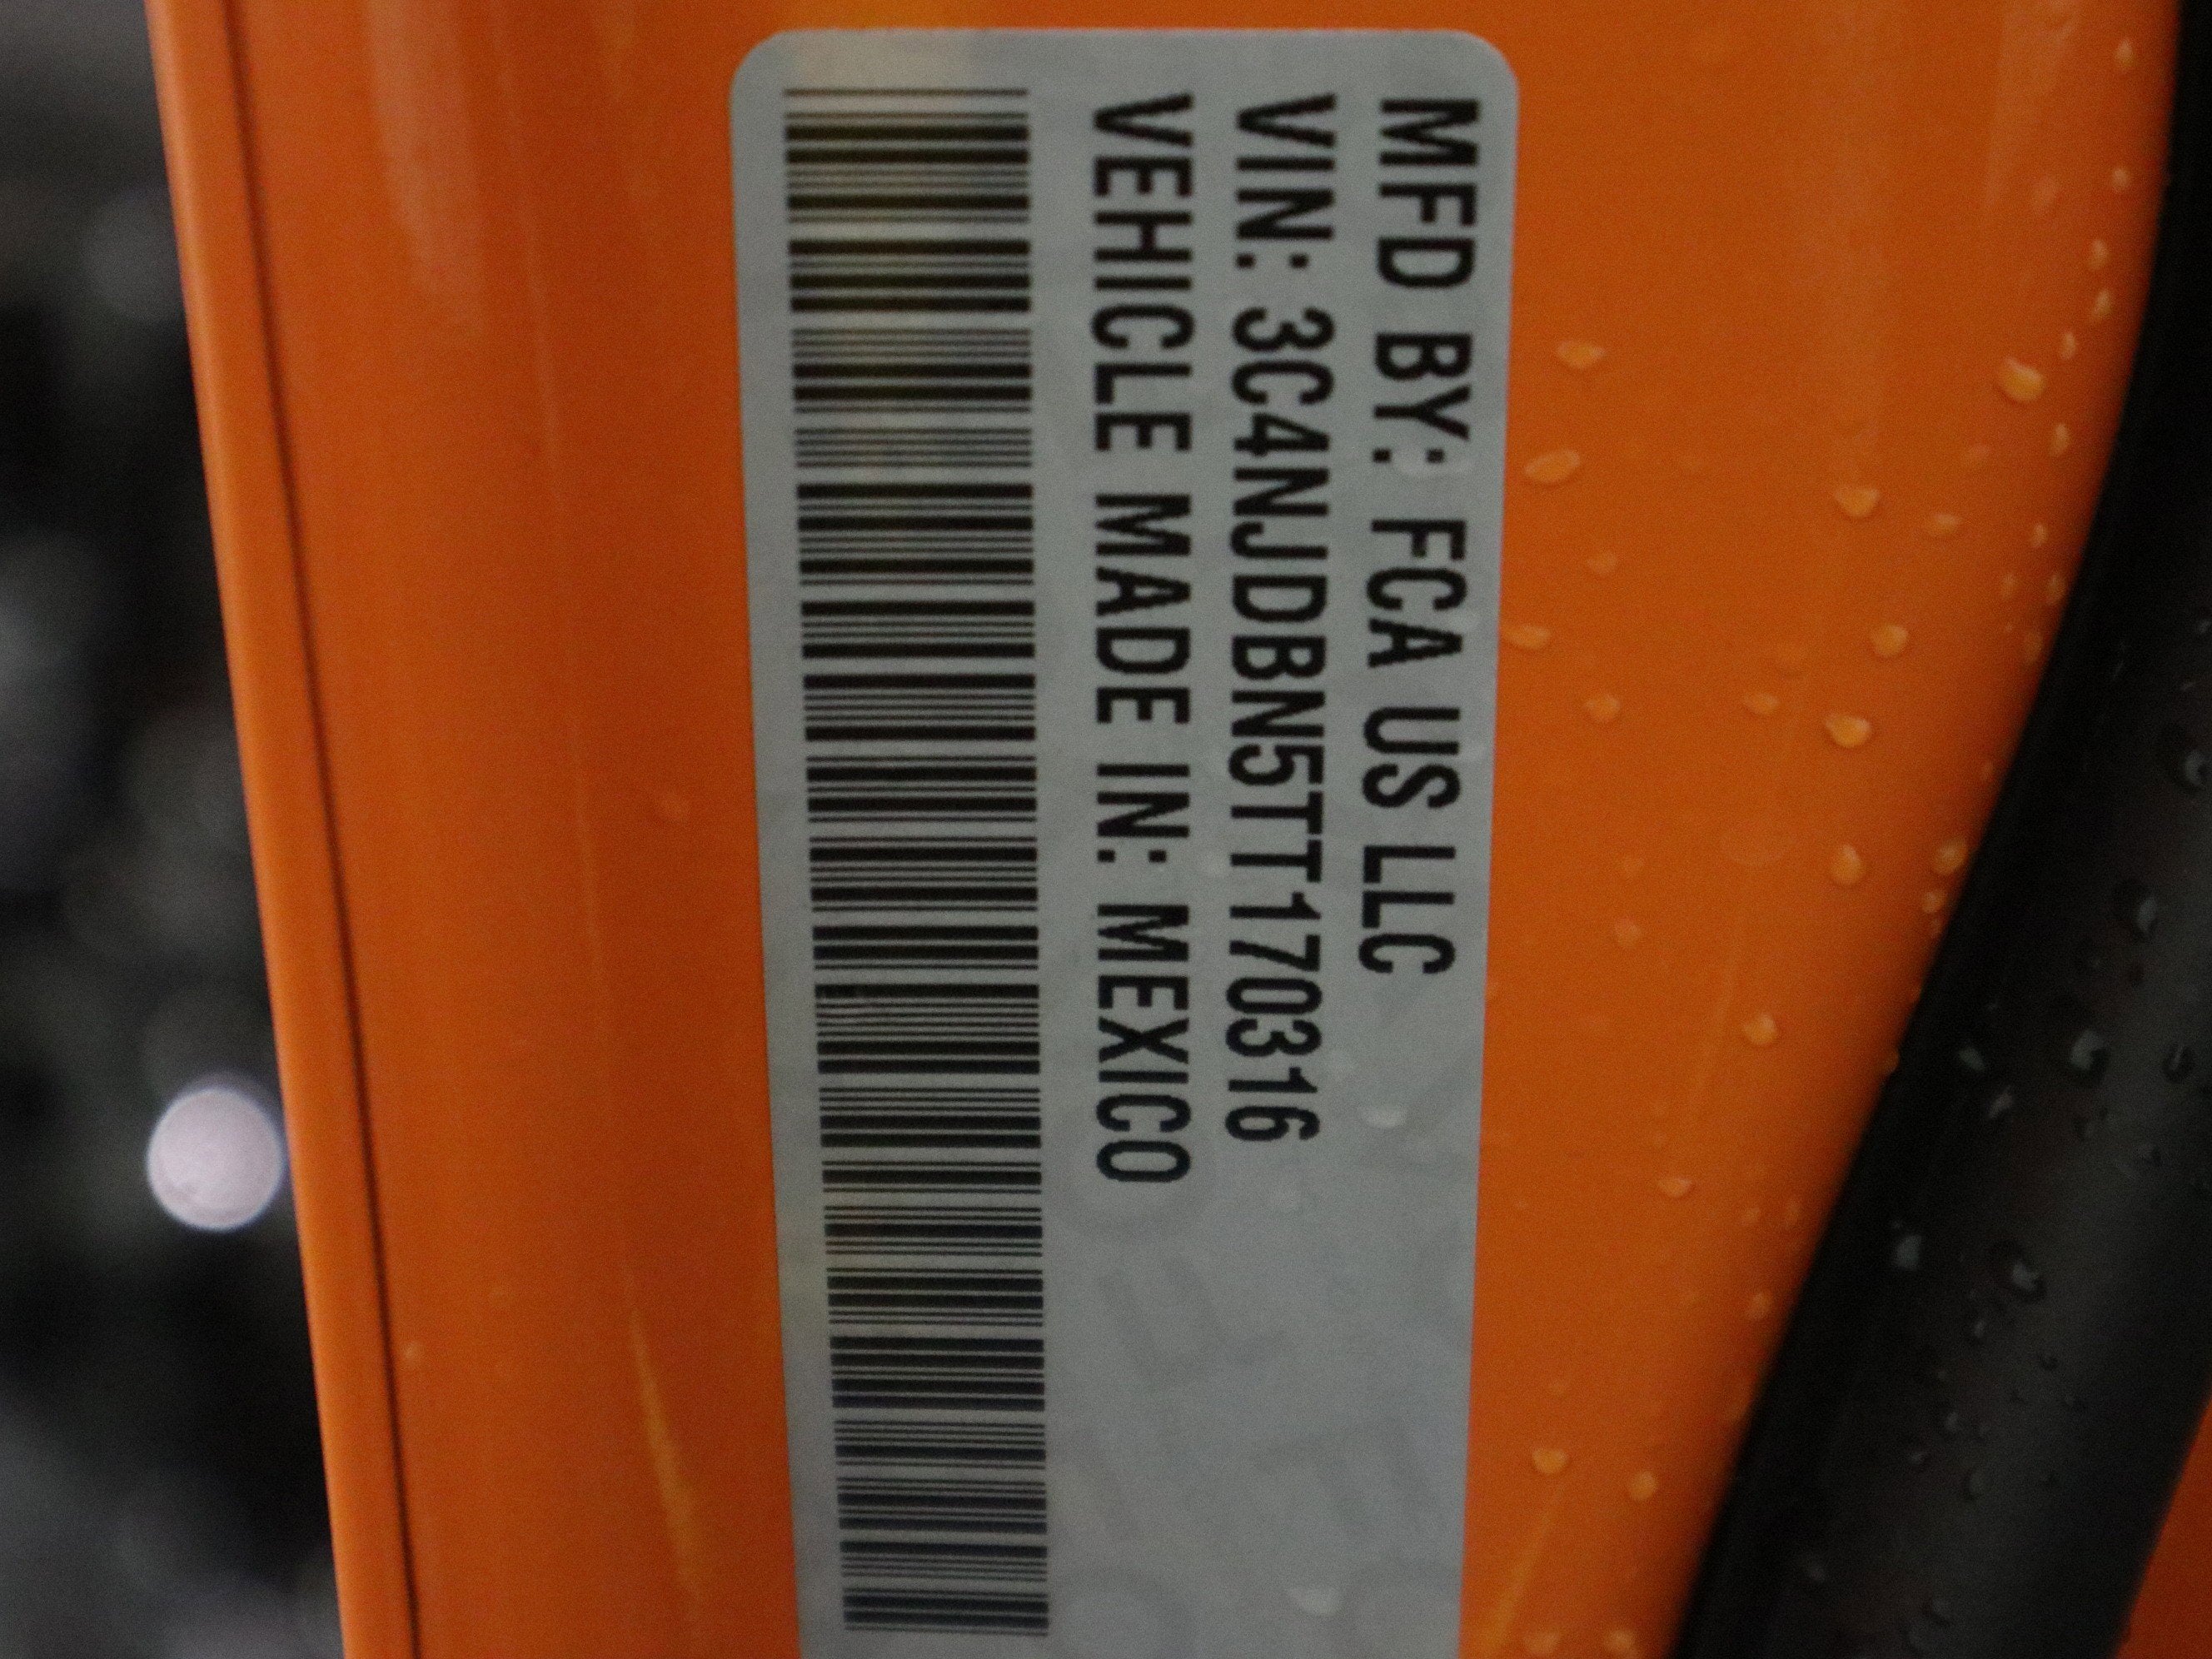 MFD BY: FCA US LLC
VIN: 3C4NJDBN5TT170316
VEHICLE MADE IN: MEXICO